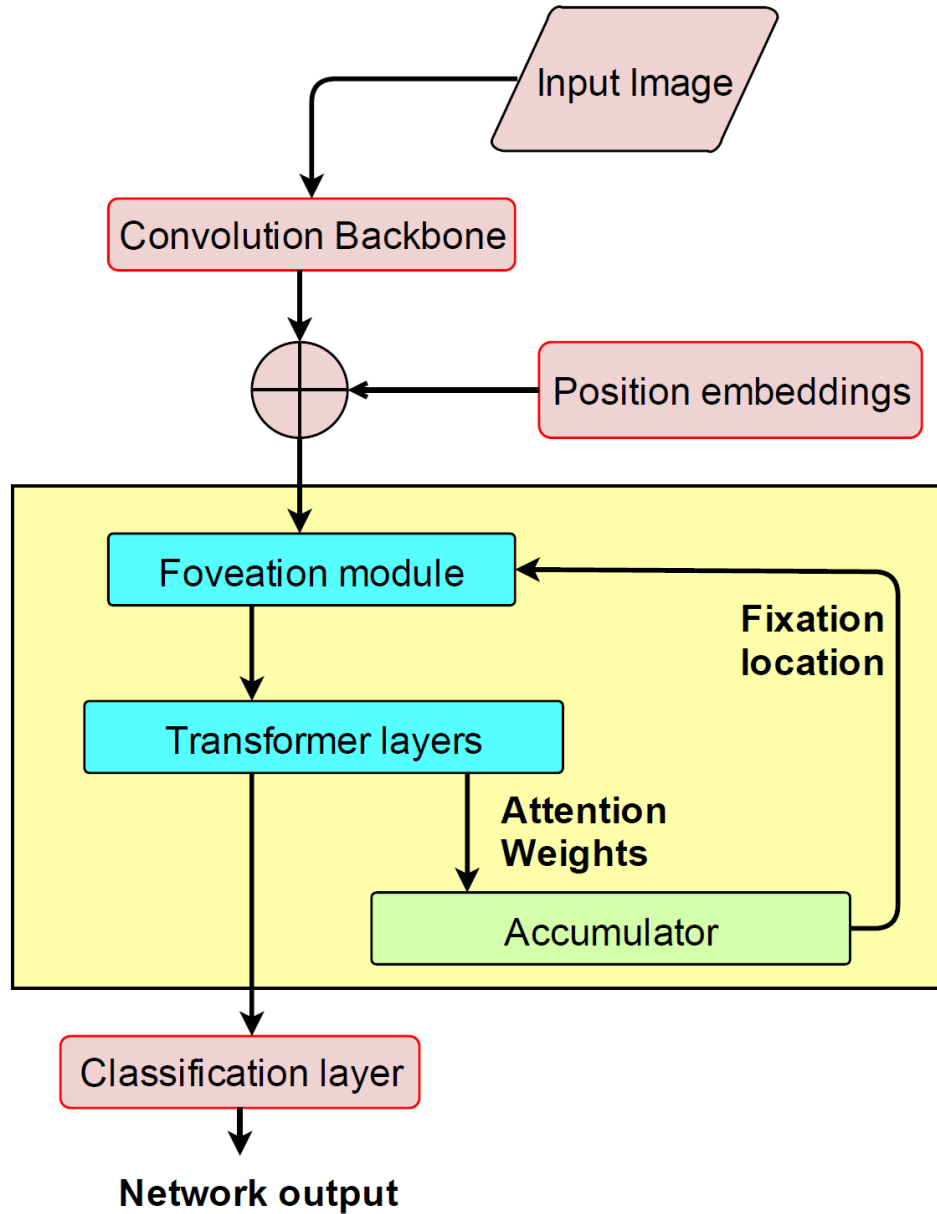 Input Image
Convolution Backbone
Position embeddings
Foveation module
Fixation
location
Transformer layers
Attention
Weights
Accumulator
Classification layer
Network output